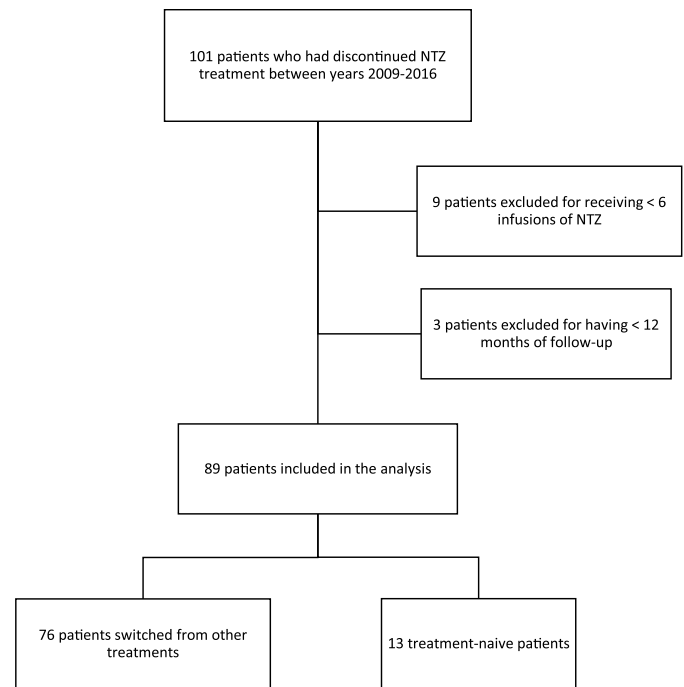 101 patients who had discontinued NTZ
treatment between years 2009-2016
9 patients excluded for receiving < 6
infusions of NTZ
3 patients excluded for having < 12
months of follow-up
89 patients included in the analysis
76 patients switched from other
treatments
13 treatment-naive patients